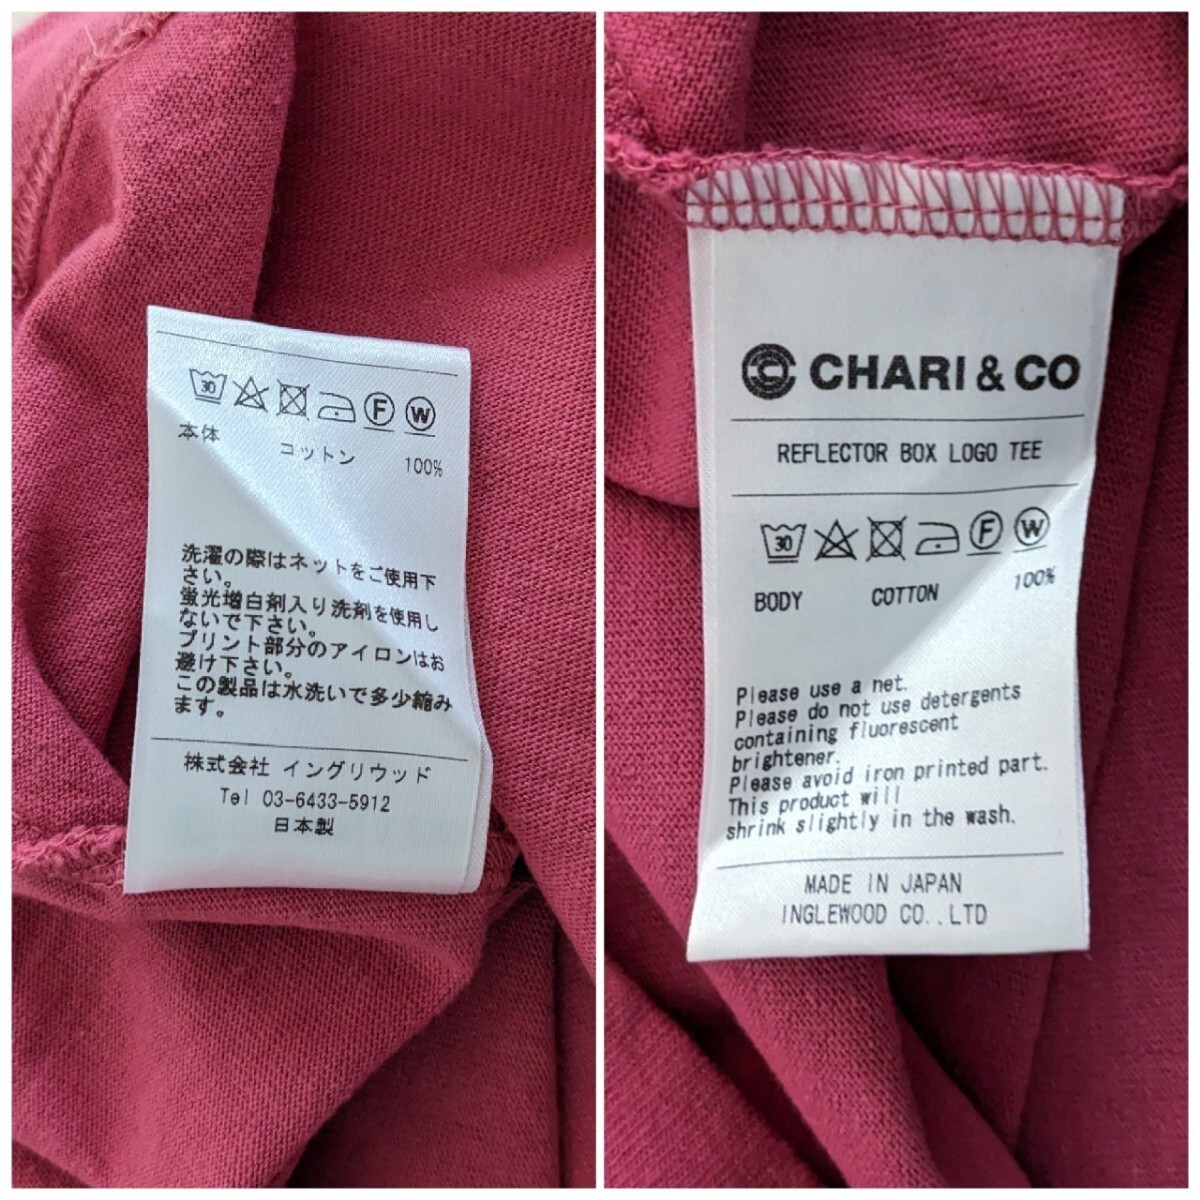 30 F W
本体 コットン 100%
洗濯の際はネットをご使用下
さい。
蛍光増白剤入り洗剤を使用し
ないで下さい。
プリント部分のアイロンはお
避け下さい。
この製品は水洗いで多少縮み
ます。
株式会社 イングリウッド
Tel 03-6433-5912
日本製
CHARI & CO
REFLECTOR BOX LOGO TEE
30 F W
BODY COTTON 100%
Please use a net.
Please do not use detergents
containing fluorescent
brightener.
Please avoid iron printed part.
This product will
shrink slightly in the wash.
MADE IN JAPAN
INGLEWOOD CO.,LTD